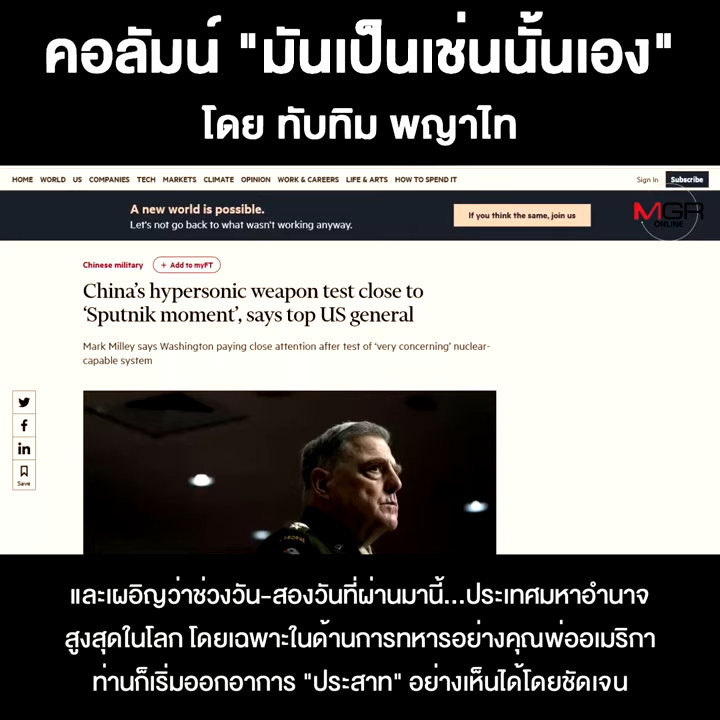 คอลัมน์ "มันเป็นเช่นนั้นเอง"
โดย ทับทิม พญาไท
HOME WORLD US COMPANIES TECH MARKETS CLIMATE OPINION WORK & CAREERS LIFE & ARTS HOW TO SPEND IT
Sign In Subscribe
A new world is possible.
Let's not go back to what wasn't working anyway.
If you think the same, join us
MGR
ONLINE
Chinese military + Add to myFT
China's hypersonic weapon test close to
'Sputnik moment', says top US general
Mark Milley says Washington paying close attention after test of 'very concerning' nuclear-
capable system
Save
และเผอิญว่าช่วงวัน-สองวันที่ผ่านมานี้...ประเทศมหาอำนาจ
สูงสุดในโลก โดยเฉพาะในด้านการทหารอย่างคุณพ่ออเมริกา
ท่านก็เริ่มออกอาการ "ประสาท" อย่างเห็นได้โดยชัดเจน